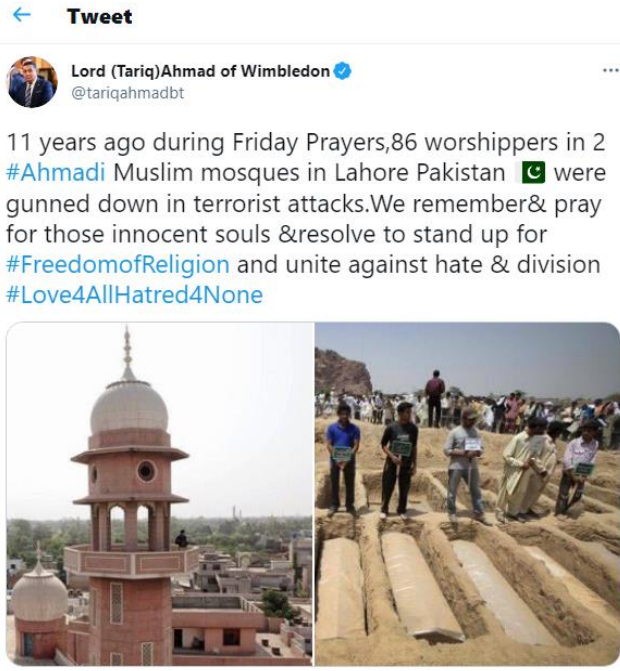 Tweet
Lord (Tariq)Ahmad of Wimbledon
@tariqahmadbt
11 years ago during Friday Prayers,86 worshippers in 2
#Ahmadi Muslim mosques in Lahore Pakistan 🇵🇰 were
gunned down in terrorist attacks.We remember& pray
for those innocent souls &resolve to stand up for
#FreedomofReligion and unite against hate & division
#Love4AllHatred4None